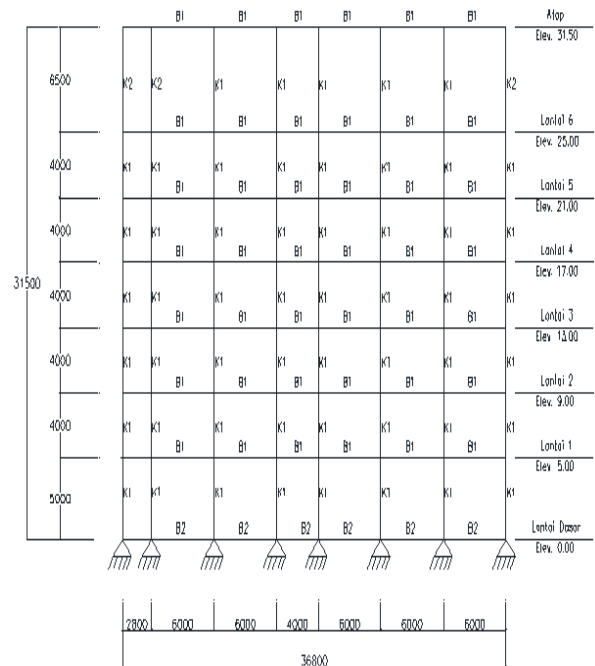 B1 B1 B1 B1 B1 B1 Atap
Elev. 31.50
6500 K2 K2 K1 K1 K1 K1 K1 K2
B1 B1 B1 B1 B1 B1 Lantai 6
Elev. 25.00
4000 K1 K1 K1 K1 K1 K1 K1 K1
B1 B1 B1 B1 B1 B1 Lantai 5
Elev. 21.00
4000 K1 K1 K1 K1 K1 K1 K1 K1
B1 B1 B1 B1 B1 B1 Lantai 4
Elev. 17.00
31500
4000 K1 K1 K1 K1 K1 K1 K1 K1
B1 B1 B1 B1 B1 B1 Lantai 3
Elev. 13.00
4000 K1 K1 K1 K1 K1 K1 K1 K1
B1 B1 B1 B1 B1 B1 Lantai 2
Elev. 9.00
4000 K1 K1 K1 K1 K1 K1 K1 K1
B1 B1 B1 B1 B1 B1 Lantai 1
Elev. 5.00
5000 K1 K1 K1 K1 K1 K1 K1 K1
B2 B2 B2 B2 B2 B2 Lantai Dasar
Elev. 0.00
2800 6000 6000 4000 6000 6000 6000
36800